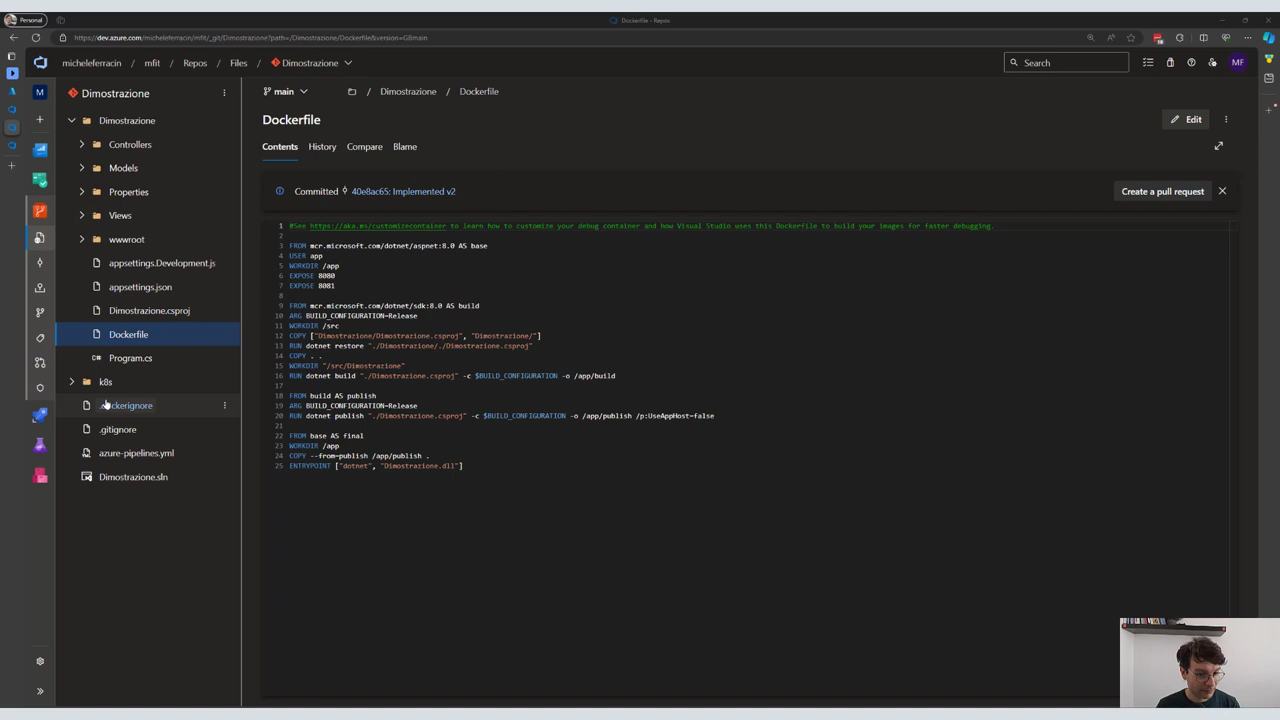 Personal
Dockerfile - Repos
https://dev.azure.com/micheleferracin/mfit/_git/Dimostrazione?path=/Dimostrazione/Dockerfile&version=GBmain
micheleferracin / mfit / Repos / Files / Dimostrazione
Search
MF
M
Dimostrazione
main / Dimostrazione / Dockerfile
Dimostrazione
Dockerfile
Edit
Controllers
Contents History Compare Blame
Models
Properties
Committed 40e8ac65: Implemented v2
Create a pull request
Views
wwwroot
appsettings.Development.js
appsettings.json
Dimostrazione.csproj
Dockerfile
C# Program.cs
k8s
ckerignore
.gitignore
azure-pipelines.yml
Dimostrazione.sln
1 #See https://aka.ms/customizecontainer to learn how to customize your debug container and how Visual Studio uses this Dockerfile to build your images for faster debugging.
2
3 FROM mcr.microsoft.com/dotnet/aspnet:8.0 AS base
4 USER app
5 WORKDIR /app
6 EXPOSE 8080
7 EXPOSE 8081
8
9 FROM mcr.microsoft.com/dotnet/sdk:8.0 AS build
10 ARG BUILD_CONFIGURATION=Release
11 WORKDIR /src
12 COPY ["Dimostrazione/Dimostrazione.csproj", "Dimostrazione/"]
13 RUN dotnet restore "./Dimostrazione/./Dimostrazione.csproj"
14 COPY . .
15 WORKDIR "/src/Dimostrazione"
16 RUN dotnet build "./Dimostrazione.csproj" -c $BUILD_CONFIGURATION -o /app/build
17
18 FROM build AS publish
19 ARG BUILD_CONFIGURATION=Release
20 RUN dotnet publish "./Dimostrazione.csproj" -c $BUILD_CONFIGURATION -o /app/publish /p:UseAppHost=false
21
22 FROM base AS final
23 WORKDIR /app
24 COPY --from=publish /app/publish .
25 ENTRYPOINT ["dotnet", "Dimostrazione.dll"]